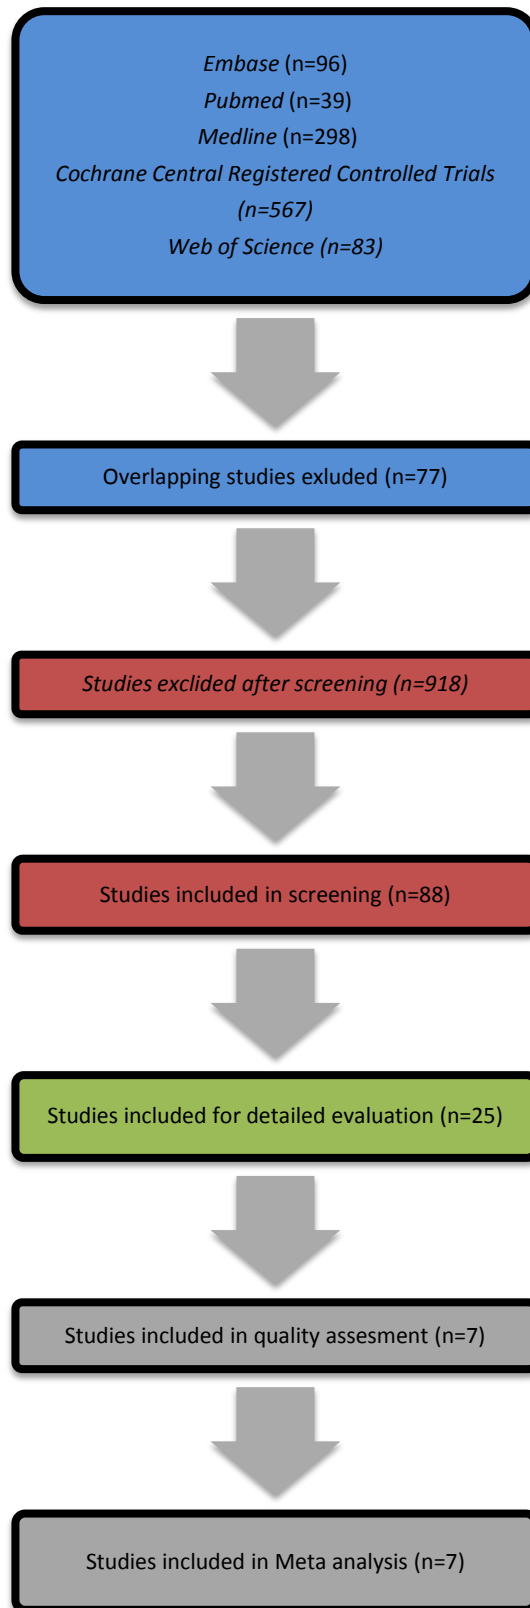 Embase (n=96)
Pubmed (n=39)
Medline (n=298)
Cochrane Central Registered Controlled Trials
(n=567)
Web of Science (n=83)
Overlapping studies exluded (n=77)
Studies exclided after screening (n=918)
Studies included in screening (n=88)
Studies included for detailed evaluation (n=25)
Studies included in quality assesment (n=7)
Studies included in Meta analysis (n=7)